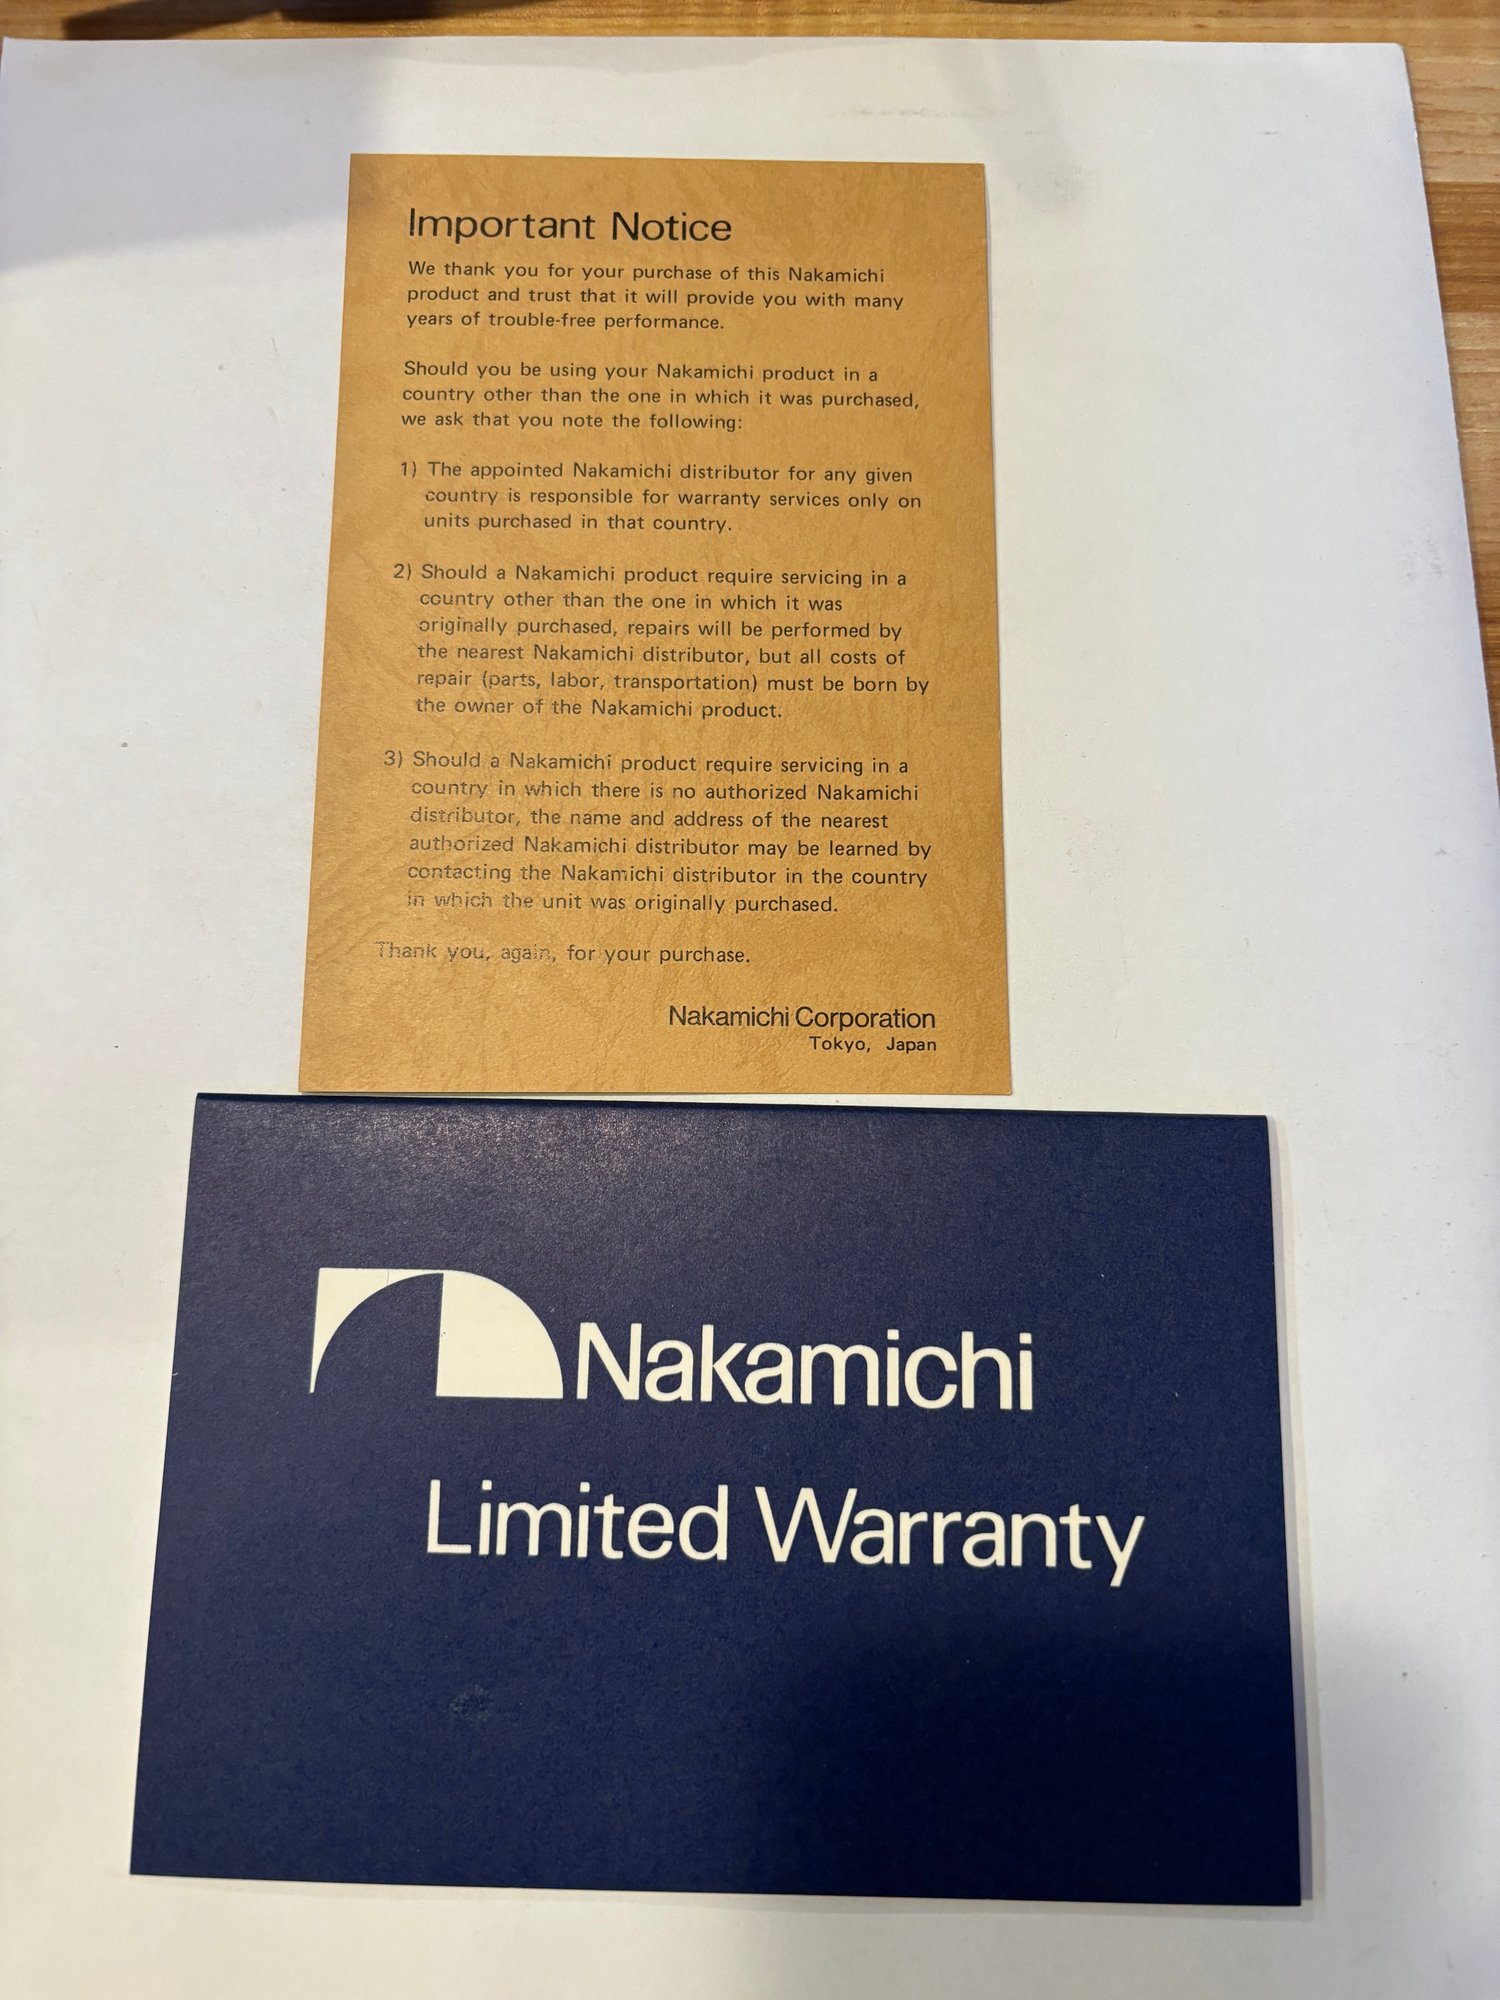 Important Notice
We thank you for your purchase of this Nakamichi
product and trust that it will provide you with many
years of trouble-free performance.
Should you be using your Nakamichi product in a
country other than the one in which it was purchased,
we ask that you note the following:
1) The appointed Nakamichi distributor for any given
country is responsible for warranty services only on
units purchased in that country.
2) Should a Nakamichi product require servicing in a
country other than the one in which it was
originally purchased, repairs will be performed by
the nearest Nakamichi distributor, but all costs of
repair (parts, labor, transportation) must be born by
the owner of the Nakamichi product.
3) Should a Nakamichi product require servicing in a
country in which there is no authorized Nakamichi
distributor, the name and address of the nearest
authorized Nakamichi distributor may be learned by
contacting the Nakamichi distributor in the country
in which the unit was originally purchased.
Thank you, again, for your purchase.
Nakamichi Corporation
Tokyo, Japan
Nakamichi
Limited Warranty